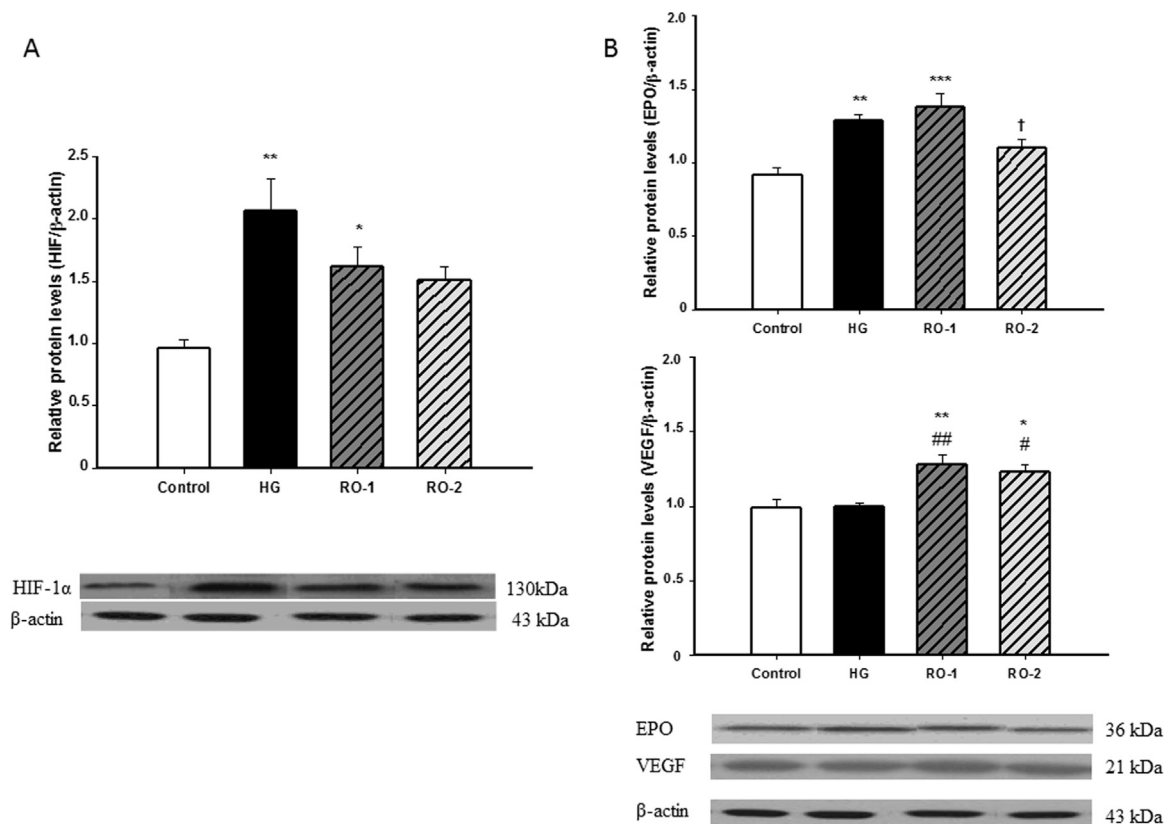 A
Relative protein levels (HIF/β-actin)
2.5
2.0
1.5
1.0
0.5
0
**
*
Control HG RO-1 RO-2
HIF-1α 130kDa
β-actin 43 kDa
B
Relative protein levels (EPO/β-actin)
2.0
1.5
1.0
0.5
0
**
***
†
Control HG RO-1 RO-2
Relative protein levels (VEGF/β-actin)
2.0
1.5
1.0
0.5
0
** *
## #
Control HG RO-1 RO-2
EPO 36 kDa
VEGF 21 kDa
β-actin 43 kDa